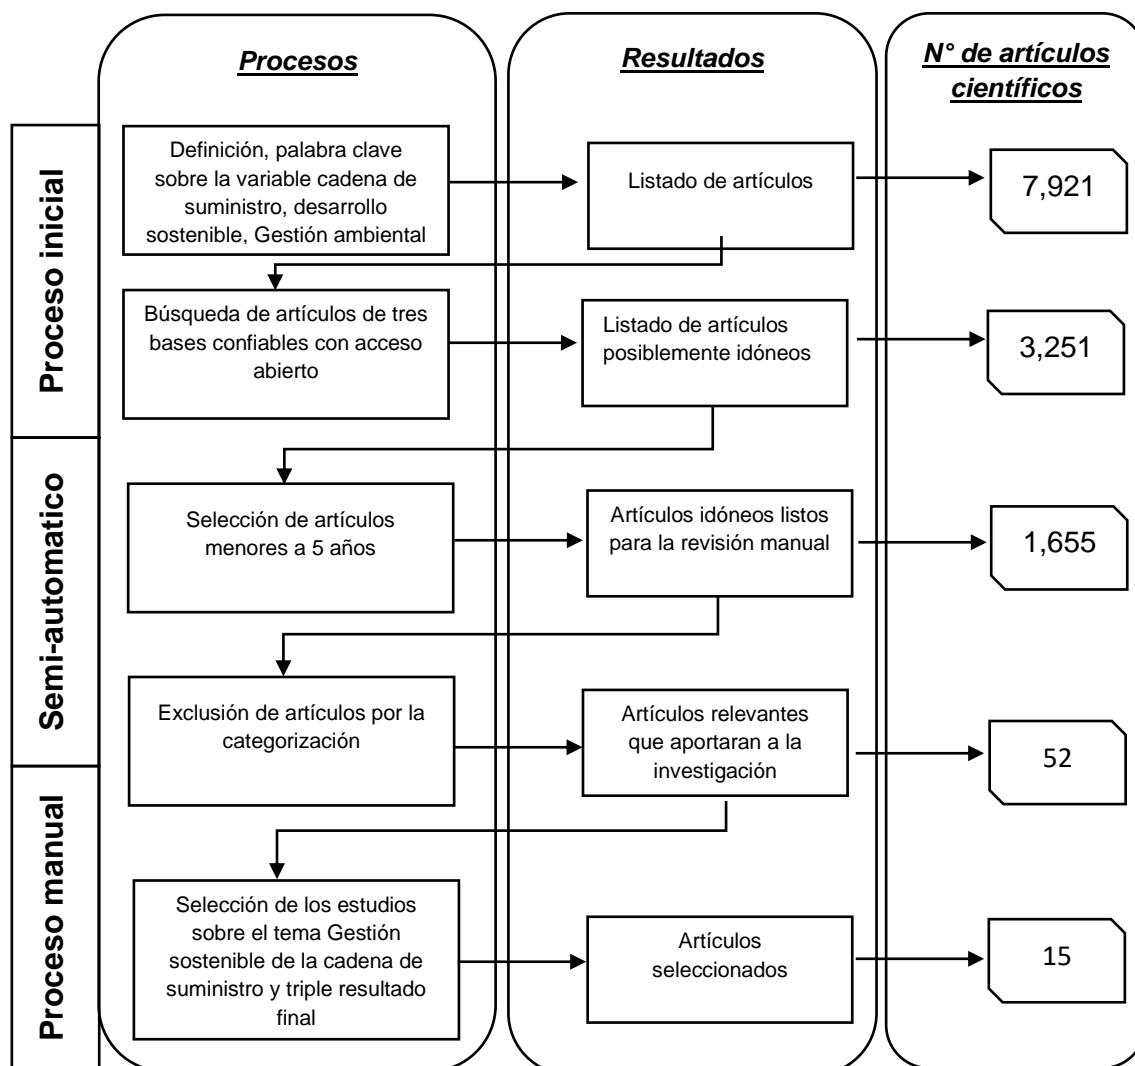 Procesos
Resultados
N° de artículos
científicos
Proceso inicial
Definición, palabra clave
sobre la variable cadena de
suministro, desarrollo
sostenible, Gestión ambiental
Listado de artículos
7,921
Búsqueda de artículos de tres
bases confiables con acceso
abierto
Listado de artículos
posiblemente idóneos
3,251
Semi-automatico
Selección de artículos
menores a 5 años
Artículos idóneos listos
para la revisión manual
1,655
Exclusión de artículos por la
categorización
Artículos relevantes
que aportaran a la
investigación
52
Proceso manual
Selección de los estudios
sobre el tema Gestión
sostenible de la cadena de
suministro y triple resultado
final
Artículos
seleccionados
15